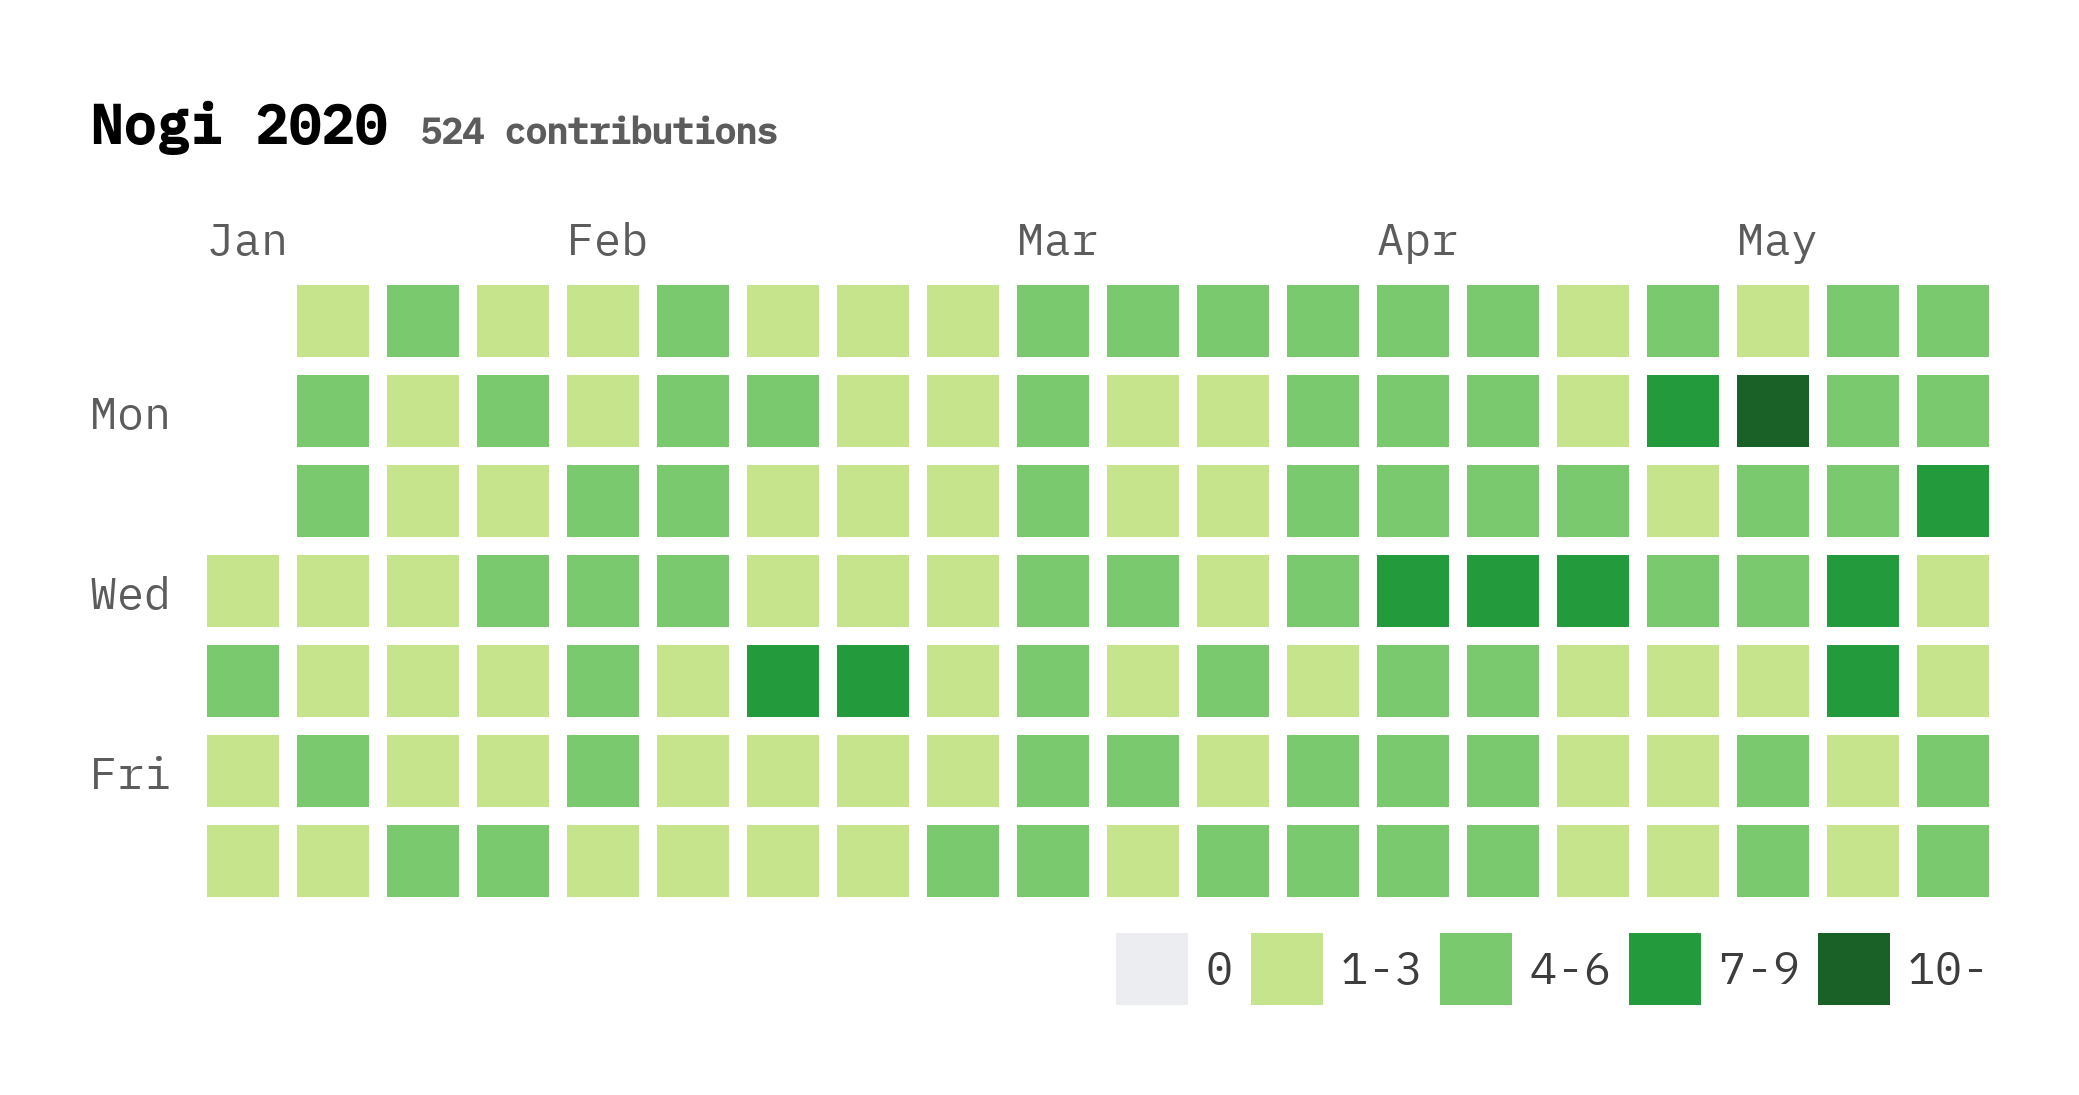 Nogi 2020 524 contributions
Jan Feb Mar Apr May
Mon
Wed
Fri
0 1-3 4-6 7-9 10-